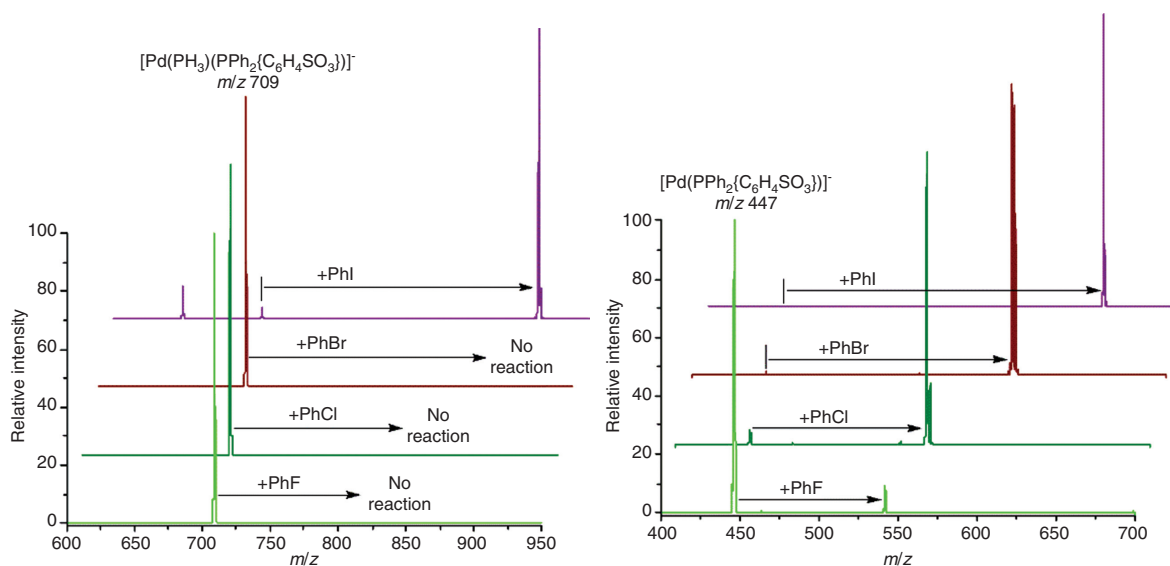 [Pd(PH₃)(PPh₂{C₆H₄SO₃})]⁻
m/z 709
100
80
60
40
20
0
Relative intensity
+PhI
+PhBr
No
reaction
+PhCl
No
reaction
+PhF
No
reaction
600 650 700 750 800 850 900 950
m/z
[Pd(PPh₂{C₆H₄SO₃})]⁻
m/z 447
100
80
60
40
20
0
Relative intensity
+PhI
+PhBr
+PhCl
+PhF
400 450 500 550 600 650 700
m/z